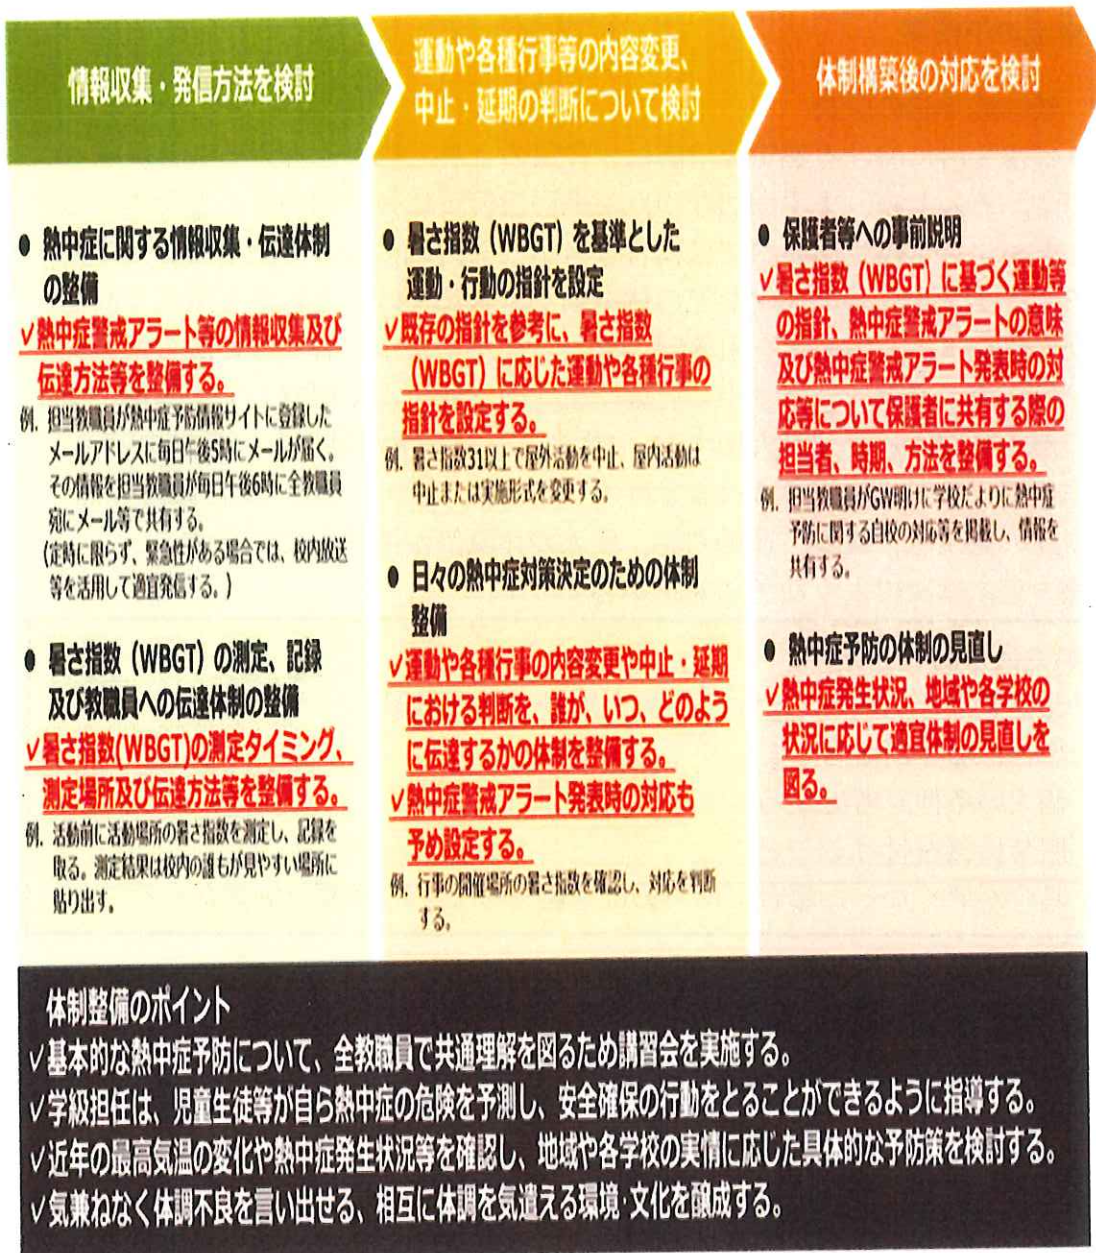 情報収集・発信方法を検討
運動や各種行事等の内容変更、
中止・延期の判断について検討
体制構築後の対応を検討
● 熱中症に関する情報収集・伝達体制
の整備
✓熱中症警戒アラート等の情報収集及び
伝達方法等を整備する。
例. 担当教職員が熱中症予防情報サイトに登録した
メールアドレスに毎日午後5時にメールが届く。
その情報を担当教職員が毎日午後6時に全教職員
宛にメール等で共有する。
(定時に限らず、緊急性がある場合では、校内放送
等を活用して適宜発信する。)
● 暑さ指数（WBGT）の測定、記録
及び教職員への伝達体制の整備
✓暑さ指数(WBGT)の測定タイミング、
測定場所及び伝達方法等を整備する。
例. 活動前に活動場所の暑さ指数を測定し、記録を
取る。測定結果は校内の誰もが見やすい場所に
貼り出す。
● 暑さ指数（WBGT）を基準とした
運動・行動の指針を設定
✓既存の指針を参考に、暑さ指数
（WBGT）に応じた運動や各種行事の
指針を設定する。
例. 暑さ指数31以上で屋外活動を中止、屋内活動は
中止または実施形式を変更する。
● 日々の熱中症対策決定のための体制
整備
✓運動や各種行事の内容変更や中止・延期
における判断を、誰が、いつ、どのよう
に伝達するかの体制を整備する。
✓熱中症警戒アラート発表時の対応も
予め設定する。
例. 行事の開催場所の暑さ指数を確認し、対応を判断
する。
● 保護者等への事前説明
✓暑さ指数（WBGT）に基づく運動等
の指針、熱中症警戒アラートの意味
及び熱中症警戒アラート発表時の対
応等について保護者に共有する際の
担当者、時期、方法を整備する。
例. 担当教職員がGW明けに学校だよりに熱中症
予防に関する自校の対応等を掲載し、情報を
共有する。
● 熱中症予防の体制の見直し
✓熱中症発生状況、地域や各学校の
状況に応じて適宜体制の見直しを
図る。
体制整備のポイント
✓基本的な熱中症予防について、全教職員で共通理解を図るため講習会を実施する。
✓学級担任は、児童生徒等が自ら熱中症の危険を予測し、安全確保の行動をとることができるように指導する。
✓近年の最高気温の変化や熱中症発生状況等を確認し、地域や各学校の実情に応じた具体的な予防策を検討する。
✓気兼ねなく体調不良を言い出せる、相互に体調を気遣える環境・文化を醸成する。